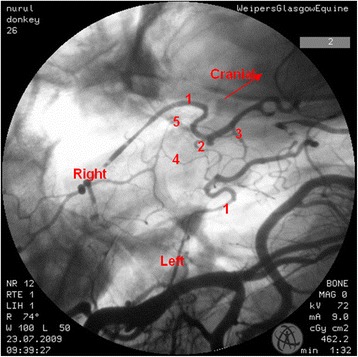 nurul
donkey
26
WeipersGlasgowEquine
2
Cranial
1
5
2
3
4
Right
1
Left
NR 12
RTE 1
LIH 1
R 74°
W 100 L 50
23.07.2009
09:39:27
BONE
MAG 0
kV 72
mA 9.0
cGy cm2
462.2
min 1:32